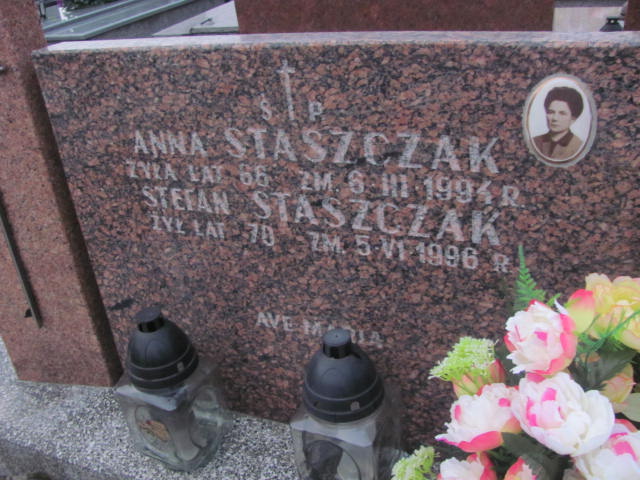 Ś P
ANNA STASZCZAK
ŻYŁA LAT 66 ZM. 6 III 1994 R.
STEFAN STASZCZAK
ŻYŁ LAT 70 ZM. 5 VI 1996 R
AVE MARIA